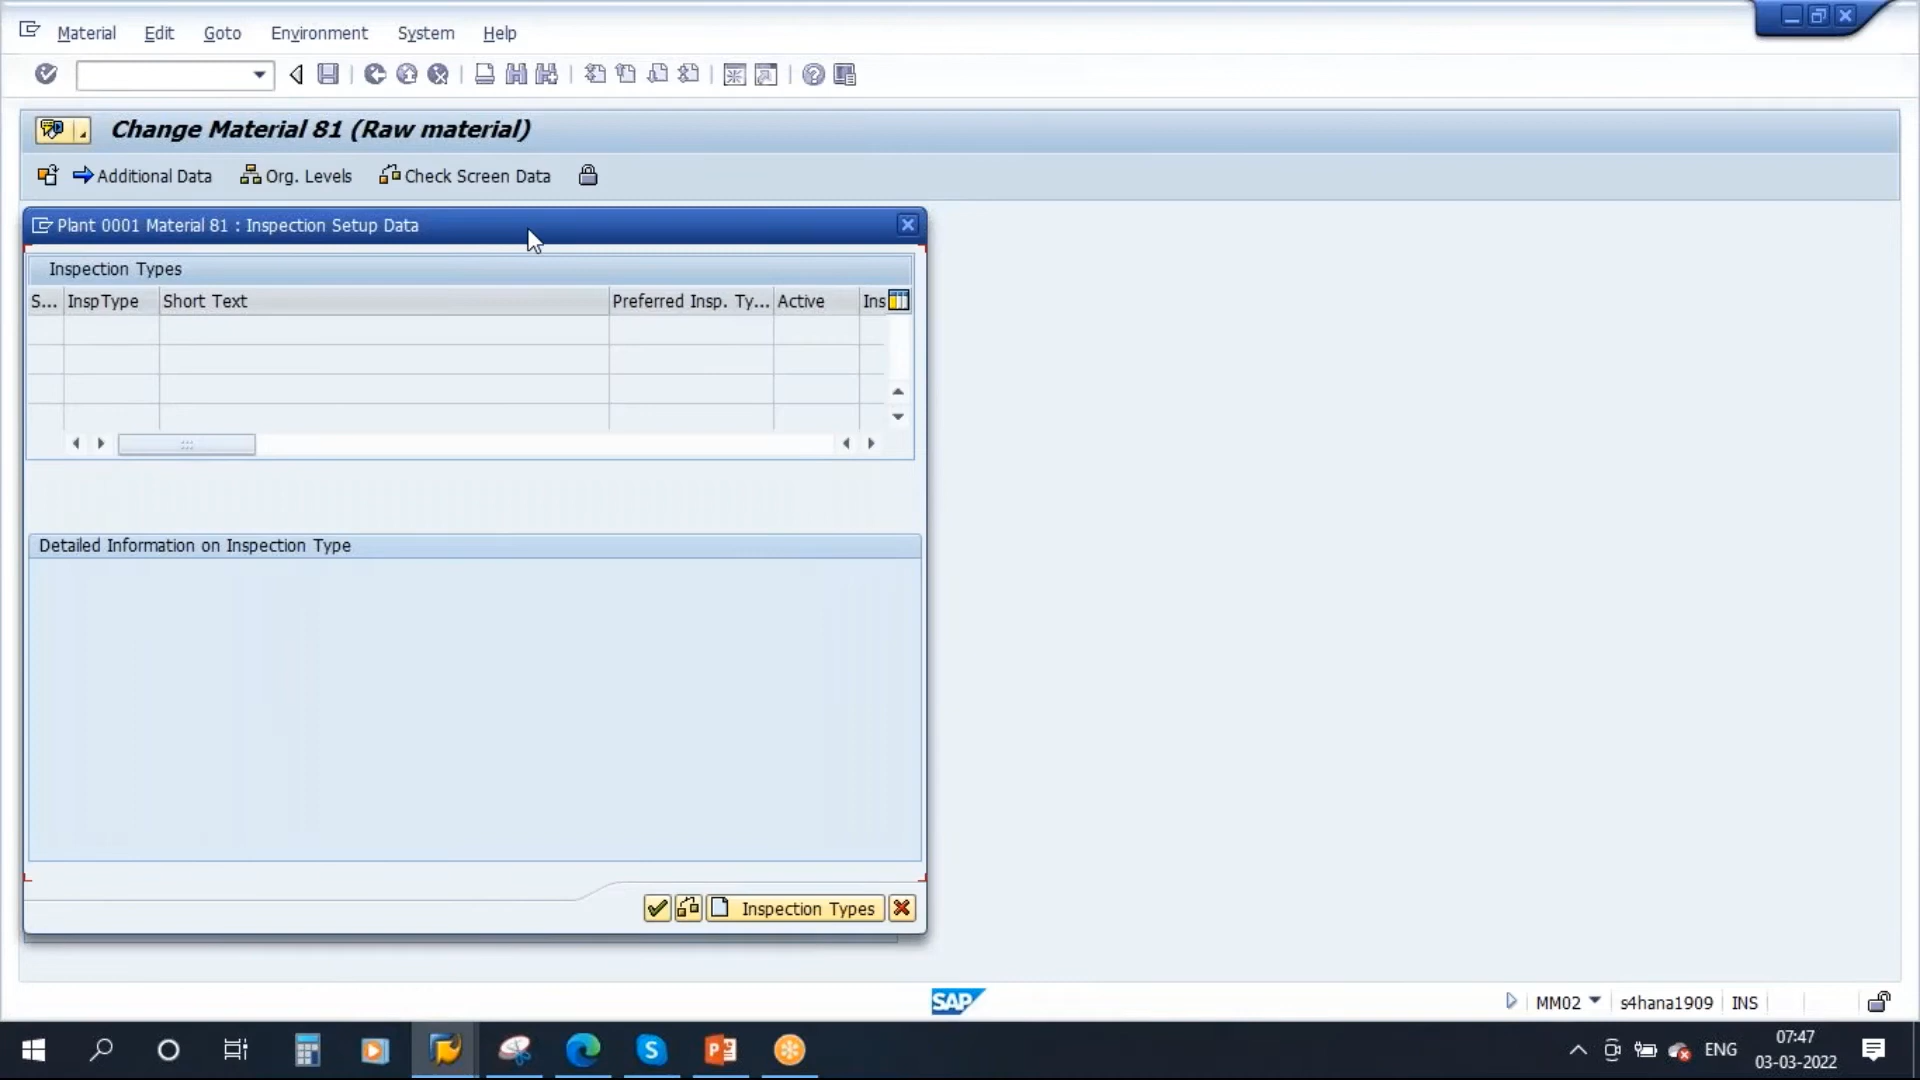 Material Edit Goto Environment System Help
Change Material 81 (Raw material)
Additional Data Org. Levels Check Screen Data
Plant 0001 Material 81 : Inspection Setup Data
Inspection Types
S... InspType Short Text Preferred Insp. Ty... Active Ins
Detailed Information on Inspection Type
Inspection Types
SAP MM02 s4hana1909 INS
ENG 07:47
03-03-2022